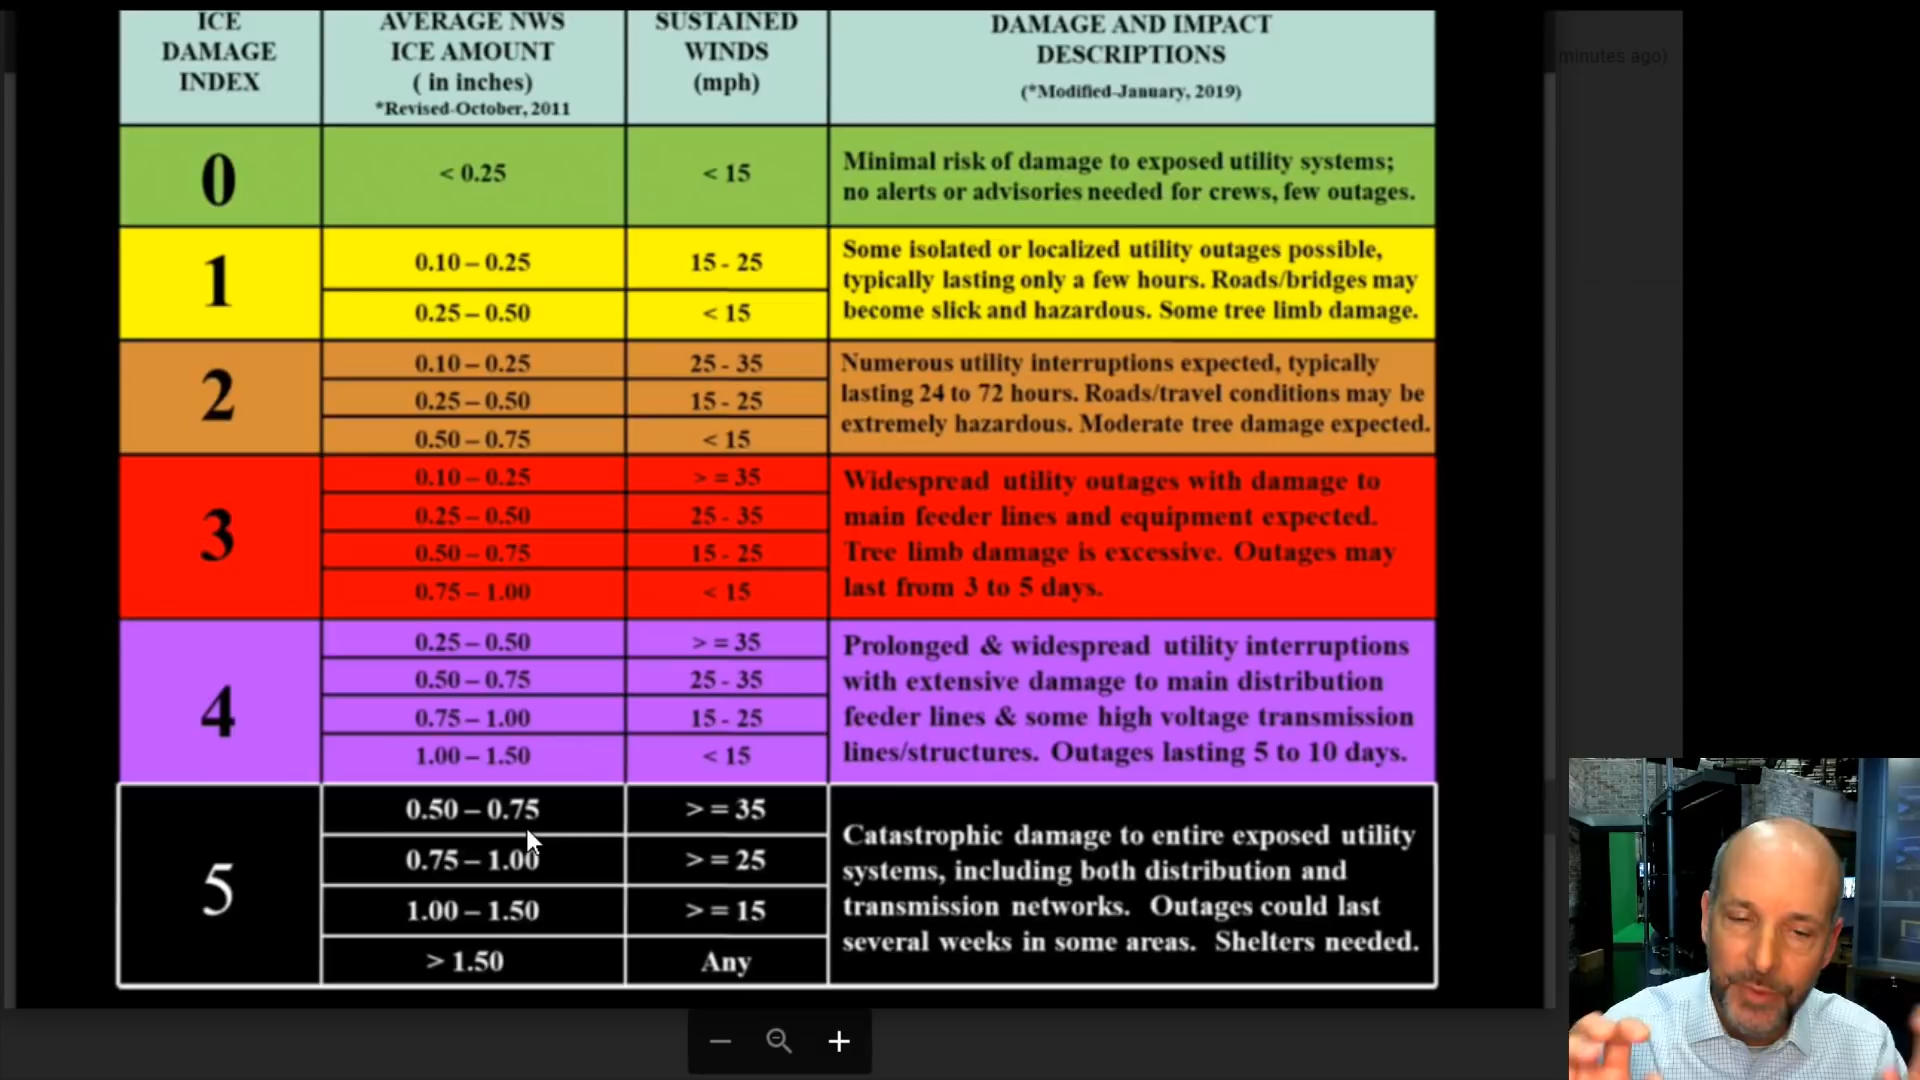 ICE
DAMAGE
INDEX
AVERAGE NWS
ICE AMOUNT
( in inches)
*Revised-October, 2011
SUSTAINED
WINDS
(mph)
DAMAGE AND IMPACT
DESCRIPTIONS
(*Modified-January, 2019)
minutes ago)
0
< 0.25
< 15
Minimal risk of damage to exposed utility systems;
no alerts or advisories needed for crews, few outages.
1
0.10 – 0.25
15 - 25
0.25 – 0.50
< 15
Some isolated or localized utility outages possible,
typically lasting only a few hours. Roads/bridges may
become slick and hazardous. Some tree limb damage.
2
0.10 – 0.25
25 - 35
0.25 – 0.50
15 - 25
0.50 – 0.75
< 15
Numerous utility interruptions expected, typically
lasting 24 to 72 hours. Roads/travel conditions may be
extremely hazardous. Moderate tree damage expected.
3
0.10 – 0.25
> = 35
0.25 – 0.50
25 - 35
0.50 – 0.75
15 - 25
0.75 – 1.00
< 15
Widespread utility outages with damage to
main feeder lines and equipment expected.
Tree limb damage is excessive. Outages may
last from 3 to 5 days.
4
0.25 – 0.50
> = 35
0.50 – 0.75
25 - 35
0.75 – 1.00
15 - 25
1.00 – 1.50
< 15
Prolonged & widespread utility interruptions
with extensive damage to main distribution
feeder lines & some high voltage transmission
lines/structures. Outages lasting 5 to 10 days.
5
0.50 – 0.75
> = 35
0.75 – 1.00
> = 25
1.00 – 1.50
> = 15
> 1.50
Any
Catastrophic damage to entire exposed utility
systems, including both distribution and
transmission networks. Outages could last
several weeks in some areas. Shelters needed.